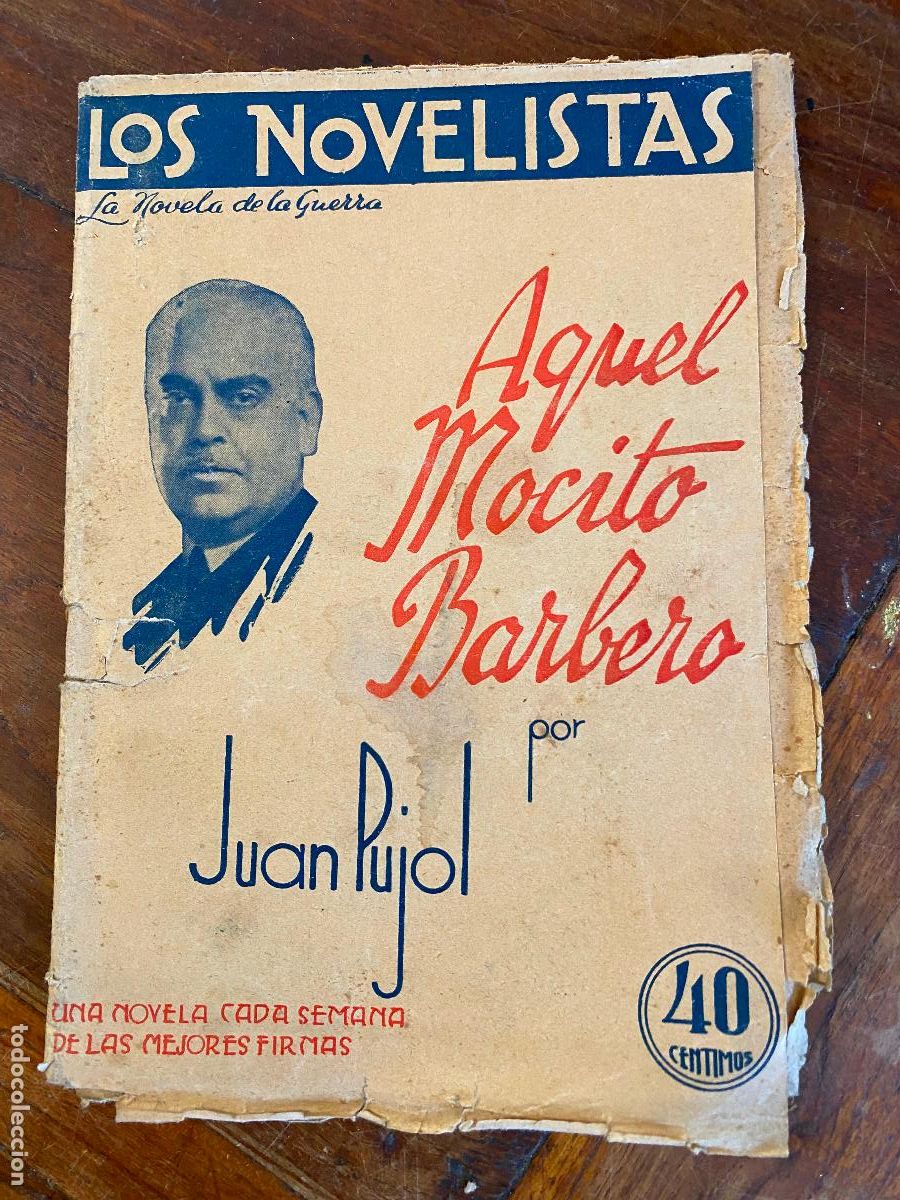 LOS NOVELISTAS
La Novela de la Guerra
Aquel
Mocito
Barbero
por
Juan Pujol
UNA NOVELA CADA SEMANA
DE LAS MEJORES FIRMAS
40
CENTIMOS
todocoleccion